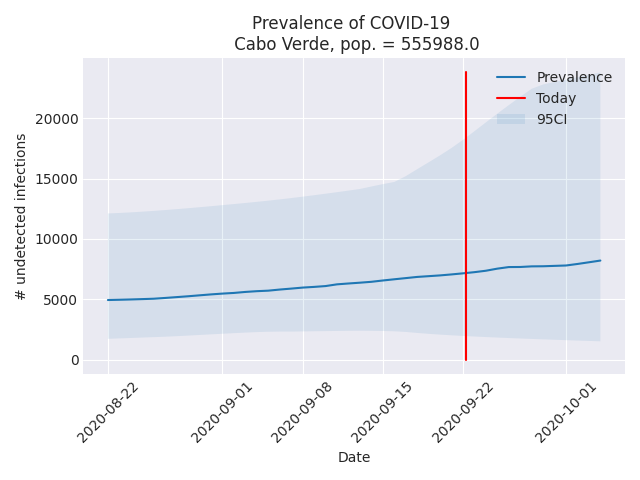 Prevalence of COVID-19
Cabo Verde, pop. = 555988.0
Prevalence
Today
95CI
# undetected infections
20000
15000
10000
5000
0
2020-08-22
2020-09-01
2020-09-08
2020-09-15
2020-09-22
2020-10-01
Date